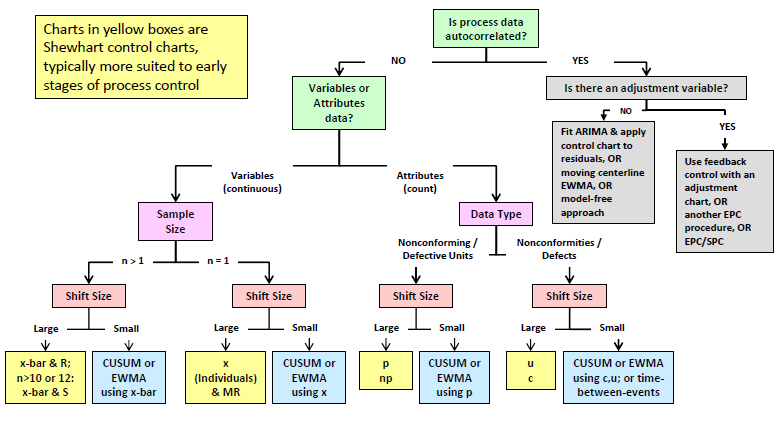 Charts in yellow boxes are
Shewhart control charts,
typically more suited to early
stages of process control
Is process data
autocorrelated?
NO
YES
Variables or
Attributes
data?
Is there an adjustment variable?
NO
YES
Fit ARIMA & apply
control chart to
residuals, OR
moving centerline
EWMA, OR
model-free
approach
Use feedback
control with an
adjustment
chart, OR
another EPC
procedure, OR
EPC/SPC
Variables
(continuous)
Attributes
(count)
Sample
Size
Data Type
Nonconforming /
Defective Units
Nonconformities /
Defects
n > 1
n = 1
Shift Size
Shift Size
Shift Size
Shift Size
Large
Small
Large
Small
Large
Small
Large
Small
x-bar & R;
n>10 or 12:
x-bar & S
CUSUM or
EWMA
using x-bar
x
(Individuals)
& MR
CUSUM or
EWMA
using x
p
np
CUSUM or
EWMA
using p
u
c
CUSUM or EWMA
using c,u; or time-
between-events